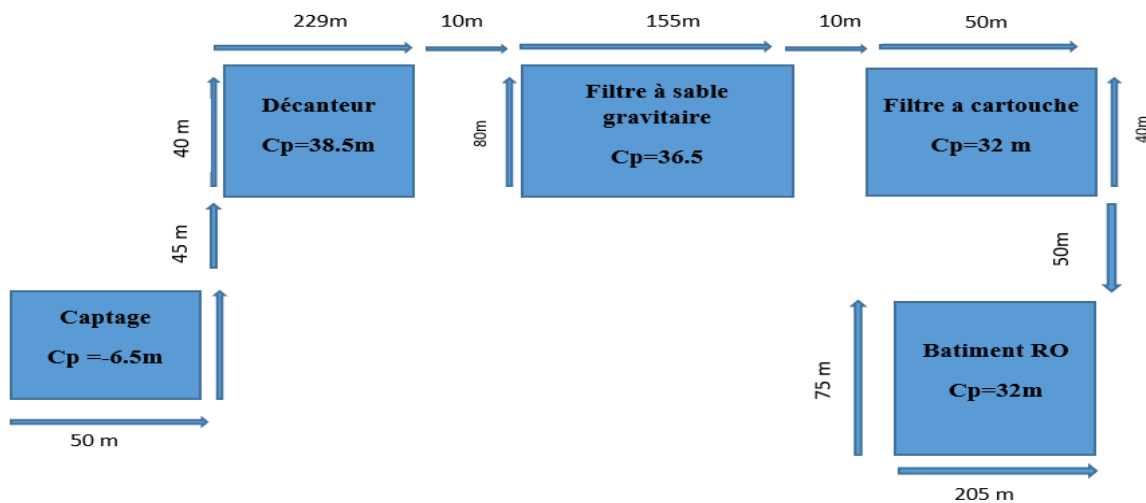 229m
10m
155m
10m
50m
Décanteur
Cp=38.5m
Filtre à sable
gravitaire
Cp=36.5
Filtre a cartouche
Cp=32 m
40 m
80m
40m
45 m
50m
Captage
Cp =-6.5m
Batiment RO
Cp=32m
75 m
50 m
205 m